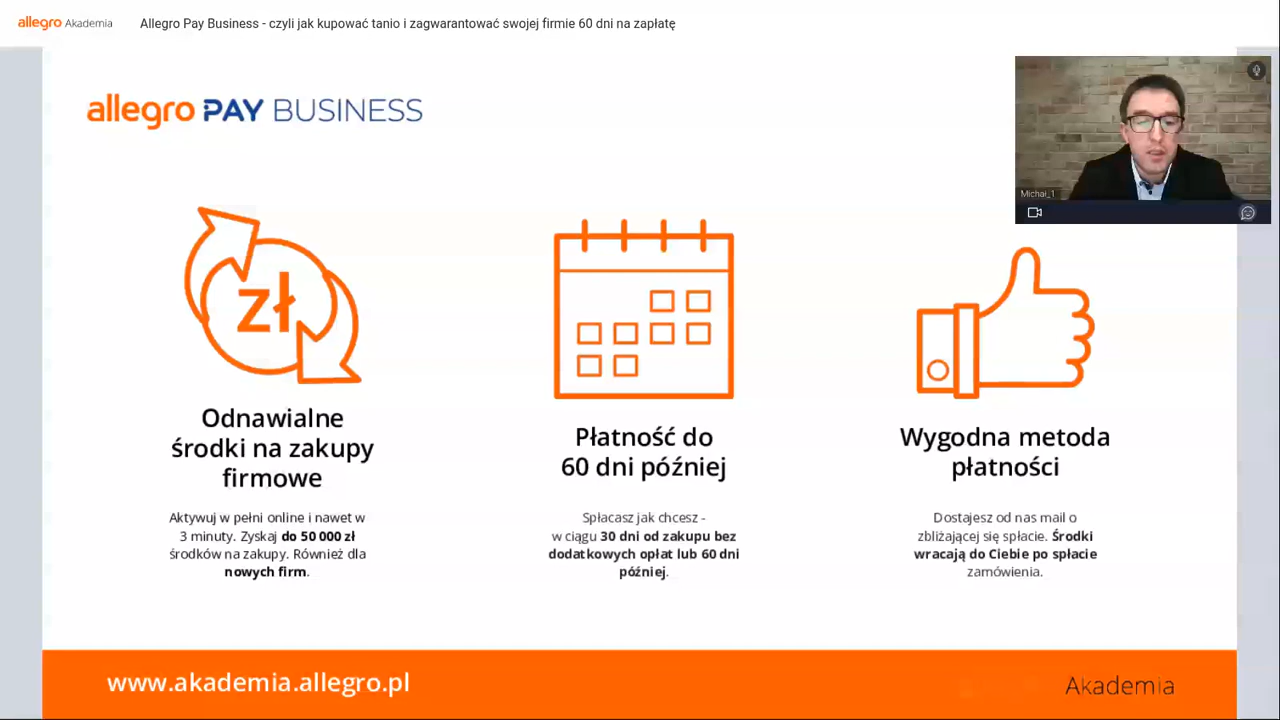 allegro Akademia
Allegro Pay Business - czyli jak kupować tanio i zagwarantować swojej firmie 60 dni na zapłatę
allegro PAY BUSINESS
Michał_1
zł
Odnawialne
środki na zakupy
firmowe
Aktywuj w pełni online i nawet w
3 minuty. Zyskaj do 50 000 zł
środków na zakupy. Również dla
nowych firm.
Płatność do
60 dni później
Spłacasz jak chcesz -
w ciągu 30 dni od zakupu bez
dodatkowych opłat lub 60 dni
później.
Wygodna metoda
płatności
Dostajesz od nas mail o
zbliżającej się spłacie. Środki
wracają do Ciebie po spłacie
zamówienia.
www.akademia.allegro.pl
Akademia